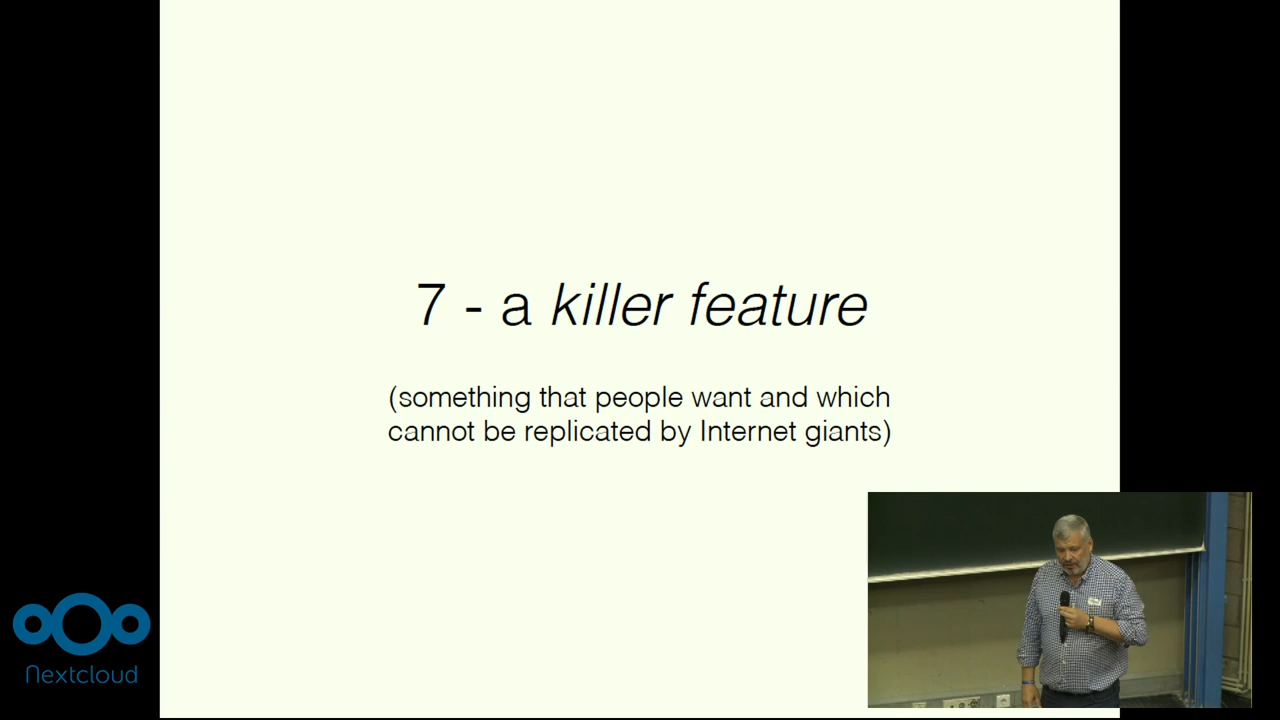 7 - a killer feature
(something that people want and which
cannot be replicated by Internet giants)
Nextcloud